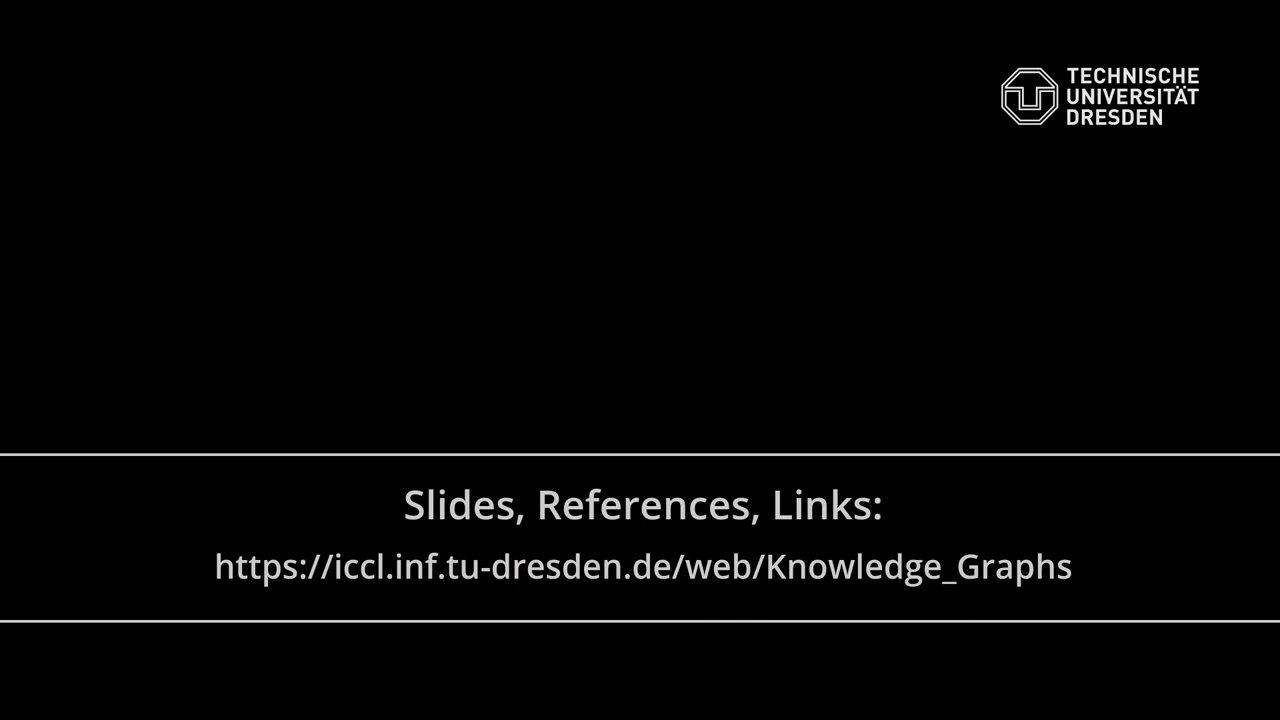 TECHNISCHE
UNIVERSITÄT
DRESDEN
Slides, References, Links:
https://iccl.inf.tu-dresden.de/web/Knowledge_Graphs